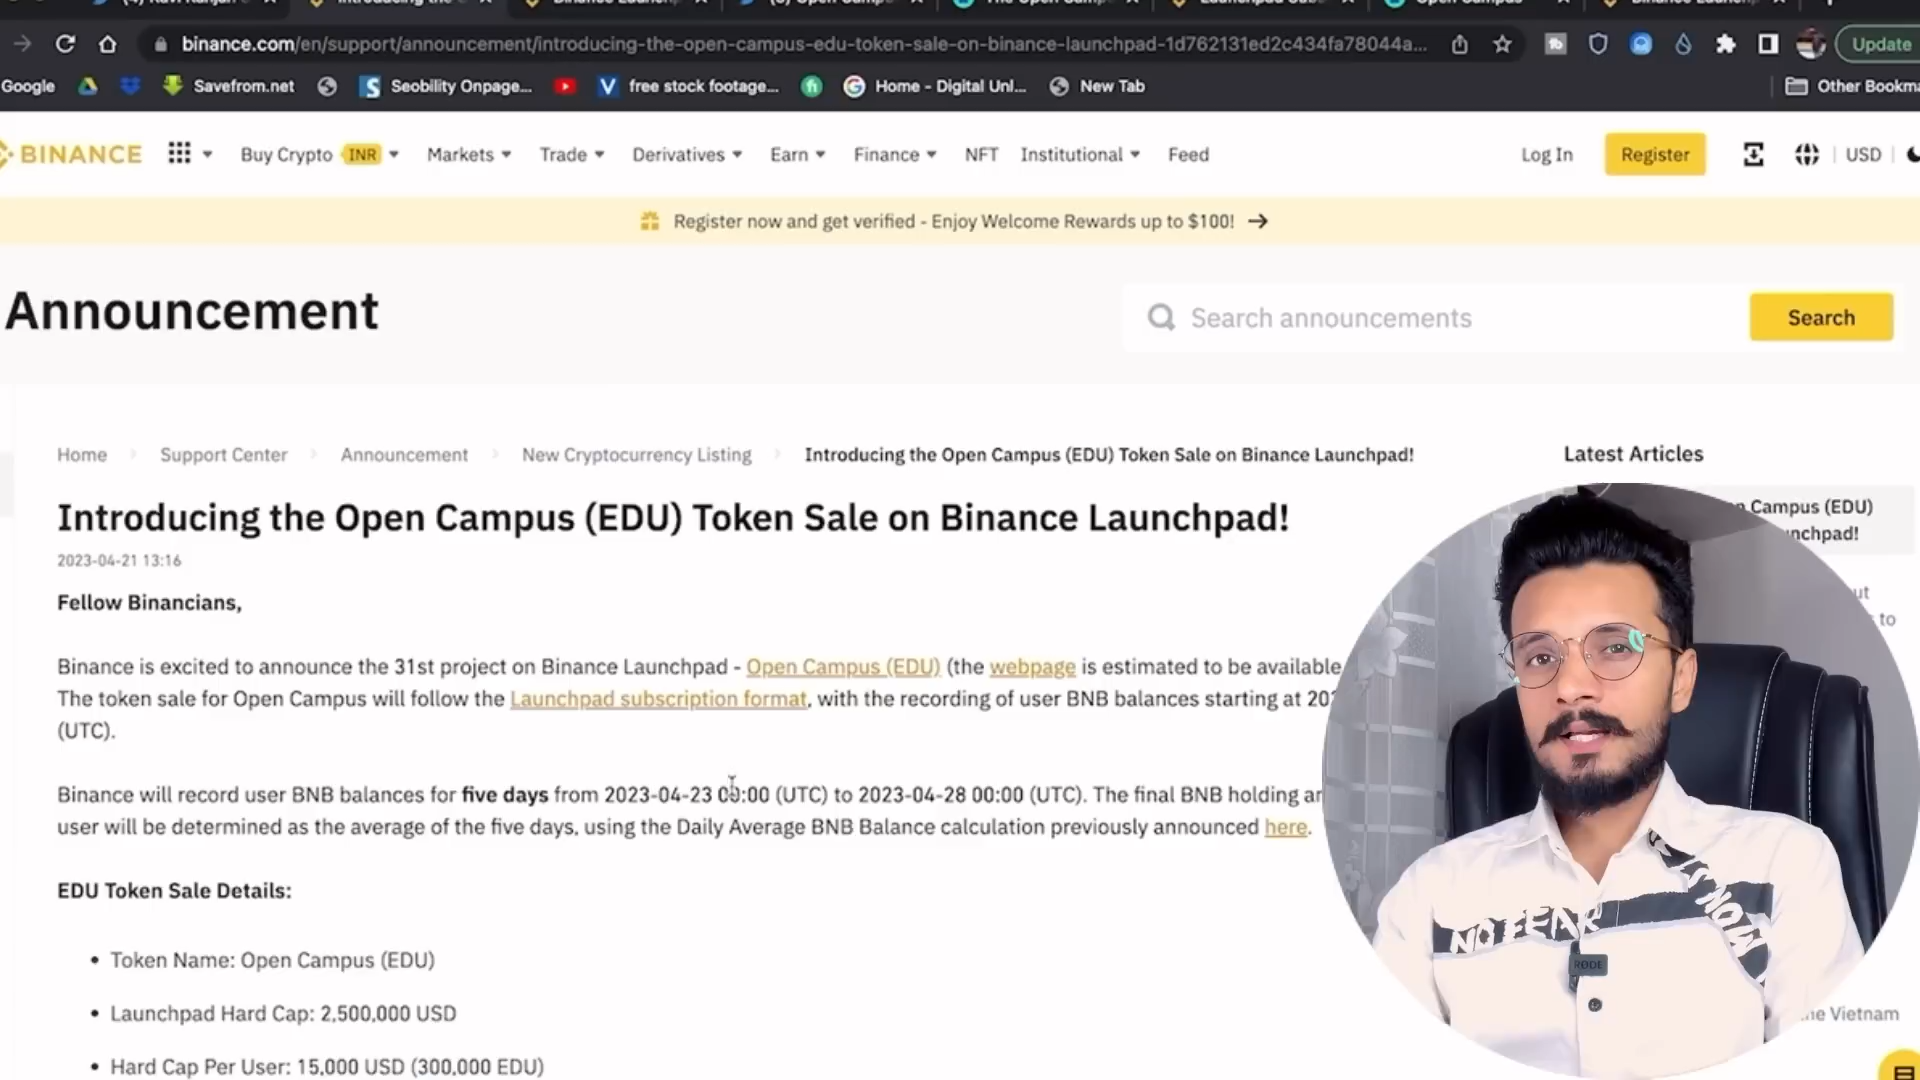 binance.com/en/support/announcement/introducing-the-open-campus-edu-token-sale-on-binance-launchpad-1d762131ed2c434fa78044a...
Update
Google
Savefrom.net
Seobility Onpage...
free stock footage...
Home - Digital Unl...
New Tab
Other Bookma
BINANCE
Buy Crypto INR
Markets
Trade
Derivatives
Earn
Finance
NFT
Institutional
Feed
Log In
Register
USD
Register now and get verified - Enjoy Welcome Rewards up to $100! →
Announcement
Search announcements
Search
Home > Support Center > Announcement > New Cryptocurrency Listing > Introducing the Open Campus (EDU) Token Sale on Binance Launchpad!
Latest Articles
Campus (EDU)
nchpad!
Introducing the Open Campus (EDU) Token Sale on Binance Launchpad!
2023-04-21 13:16
Fellow Binancians,
to
Binance is excited to announce the 31st project on Binance Launchpad - Open Campus (EDU) (the webpage is estimated to be available
The token sale for Open Campus will follow the Launchpad subscription format, with the recording of user BNB balances starting at 20
(UTC).
Binance will record user BNB balances for five days from 2023-04-23 00:00 (UTC) to 2023-04-28 00:00 (UTC). The final BNB holding
user will be determined as the average of the five days, using the Daily Average BNB Balance calculation previously announced here.
EDU Token Sale Details:
• Token Name: Open Campus (EDU)
• Launchpad Hard Cap: 2,500,000 USD
• Hard Cap Per User: 15,000 USD (300,000 EDU)
NO FEAR
NOW
RODE
Vietnam